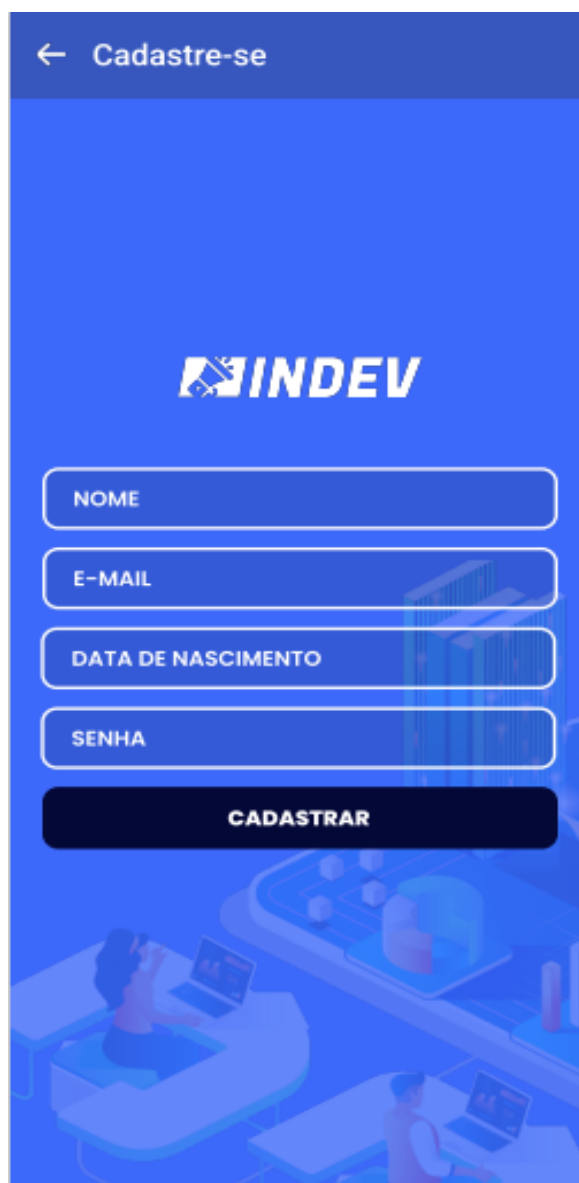 Cadastre-se
INDEV
NOME
E-MAIL
DATA DE NASCIMENTO
SENHA
CADASTRAR